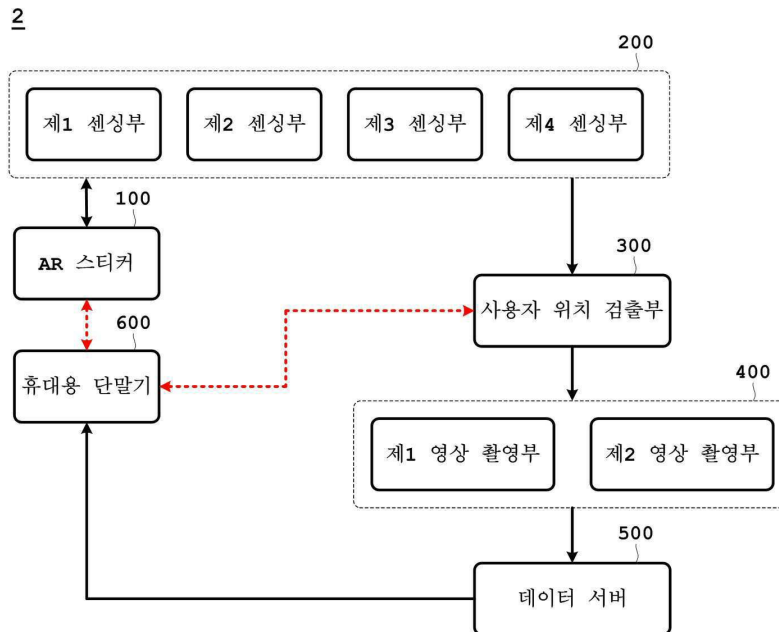 2
200
제1 센싱부
제2 센싱부
제3 센싱부
제4 센싱부
100
AR 스티커
300
사용자 위치 검출부
600
휴대용 단말기
400
제1 영상 촬영부
제2 영상 촬영부
500
데이터 서버